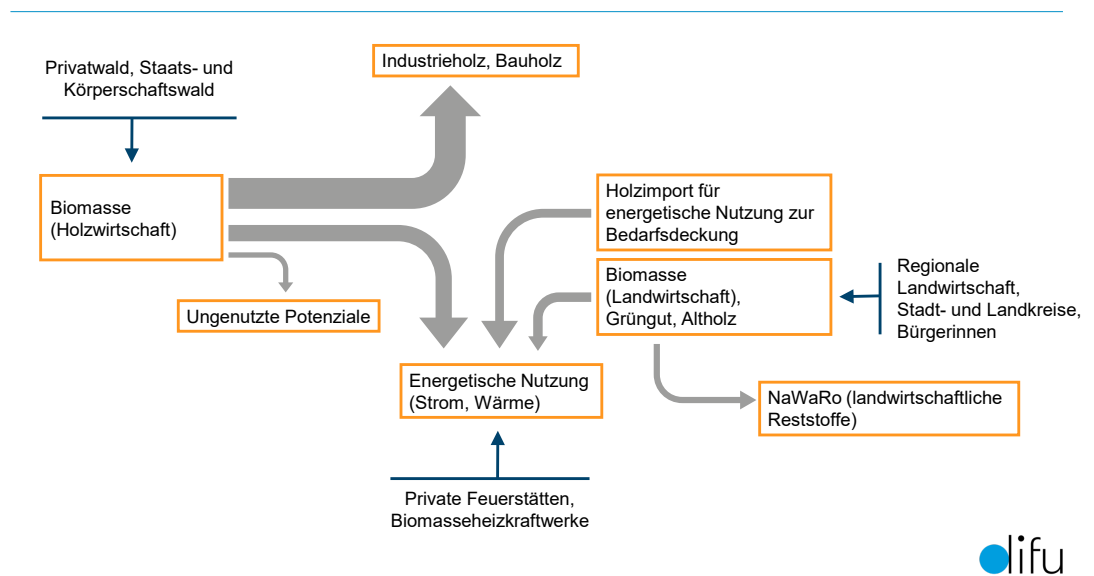 Industrieholz, Bauholz
Privatwald, Staats- und
Körperschaftswald
Biomasse
(Holzwirtschaft)
Holzimport für
energetische Nutzung zur
Bedarfsdeckung
Biomasse
(Landwirtschaft),
Grüngut, Altholz
Regionale
Landwirtschaft,
Stadt- und Landkreise,
Bürgerinnen
Ungenutzte Potenziale
Energetische Nutzung
(Strom, Wärme)
NaWaRo (landwirtschaftliche
Reststoffe)
Private Feuerstätten,
Biomasseheizkraftwerke
difu